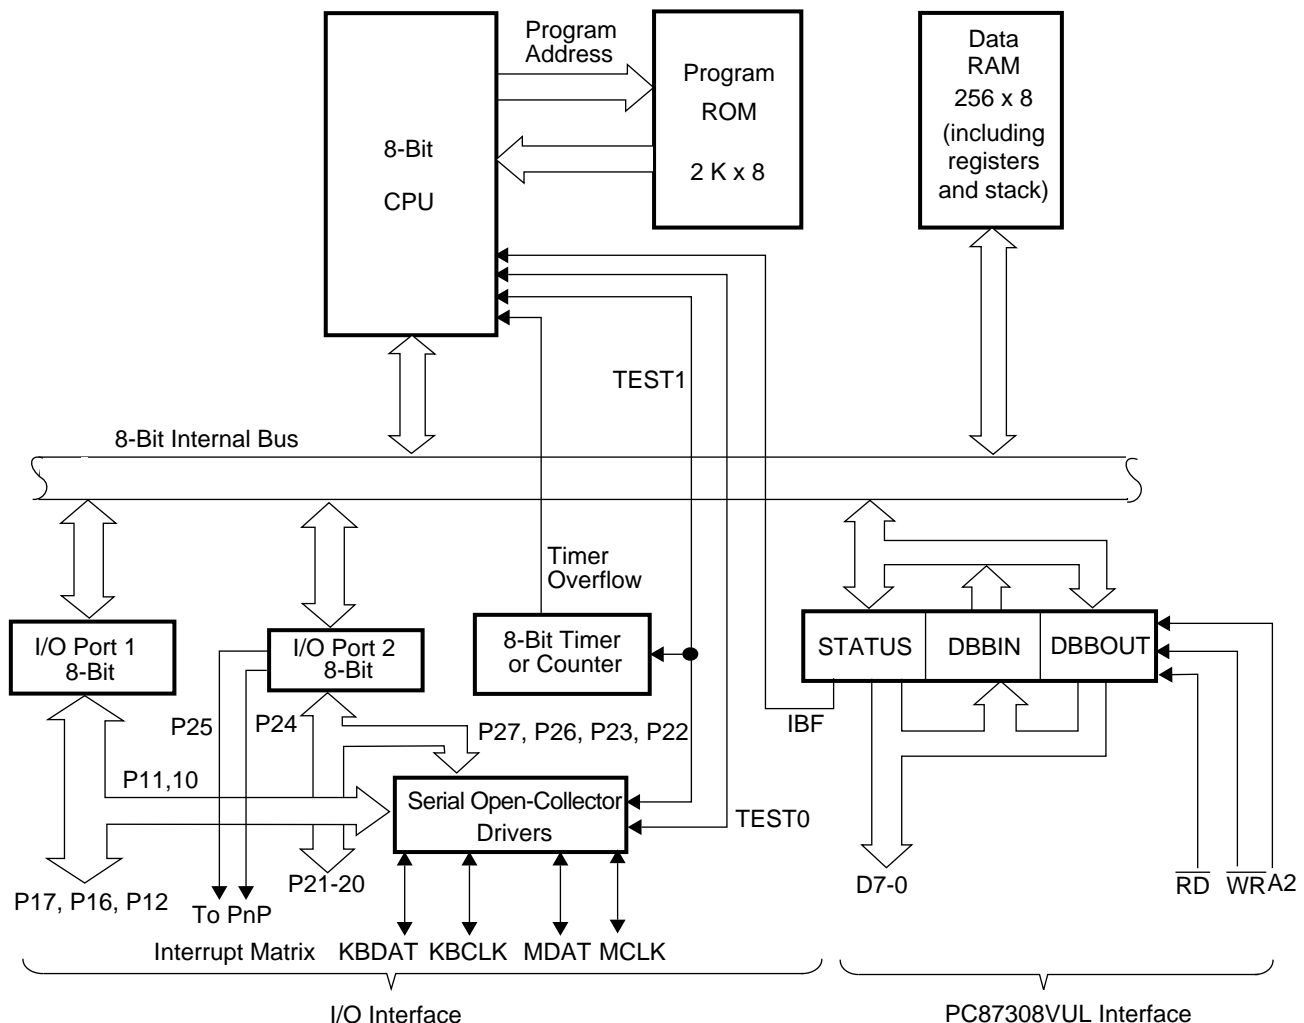 Program
Address
8-Bit
CPU
Program
ROM
2 K x 8
Data
RAM
256 x 8
(including
registers
and stack)
TEST1
8-Bit Internal Bus
Timer
Overflow
I/O Port 1
8-Bit
I/O Port 2
8-Bit
8-Bit Timer
or Counter
STATUS
DBBIN
DBBOUT
P25
P24
P27, P26, P23, P22
IBF
P11,10
Serial Open-Collector
Drivers
TEST0
P17, P16, P12
To PnP
Interrupt Matrix
P21-20
KBDAT
KBCLK
MDAT
MCLK
D7-0
RD
WR
A2
I/O Interface
PC87308VUL Interface